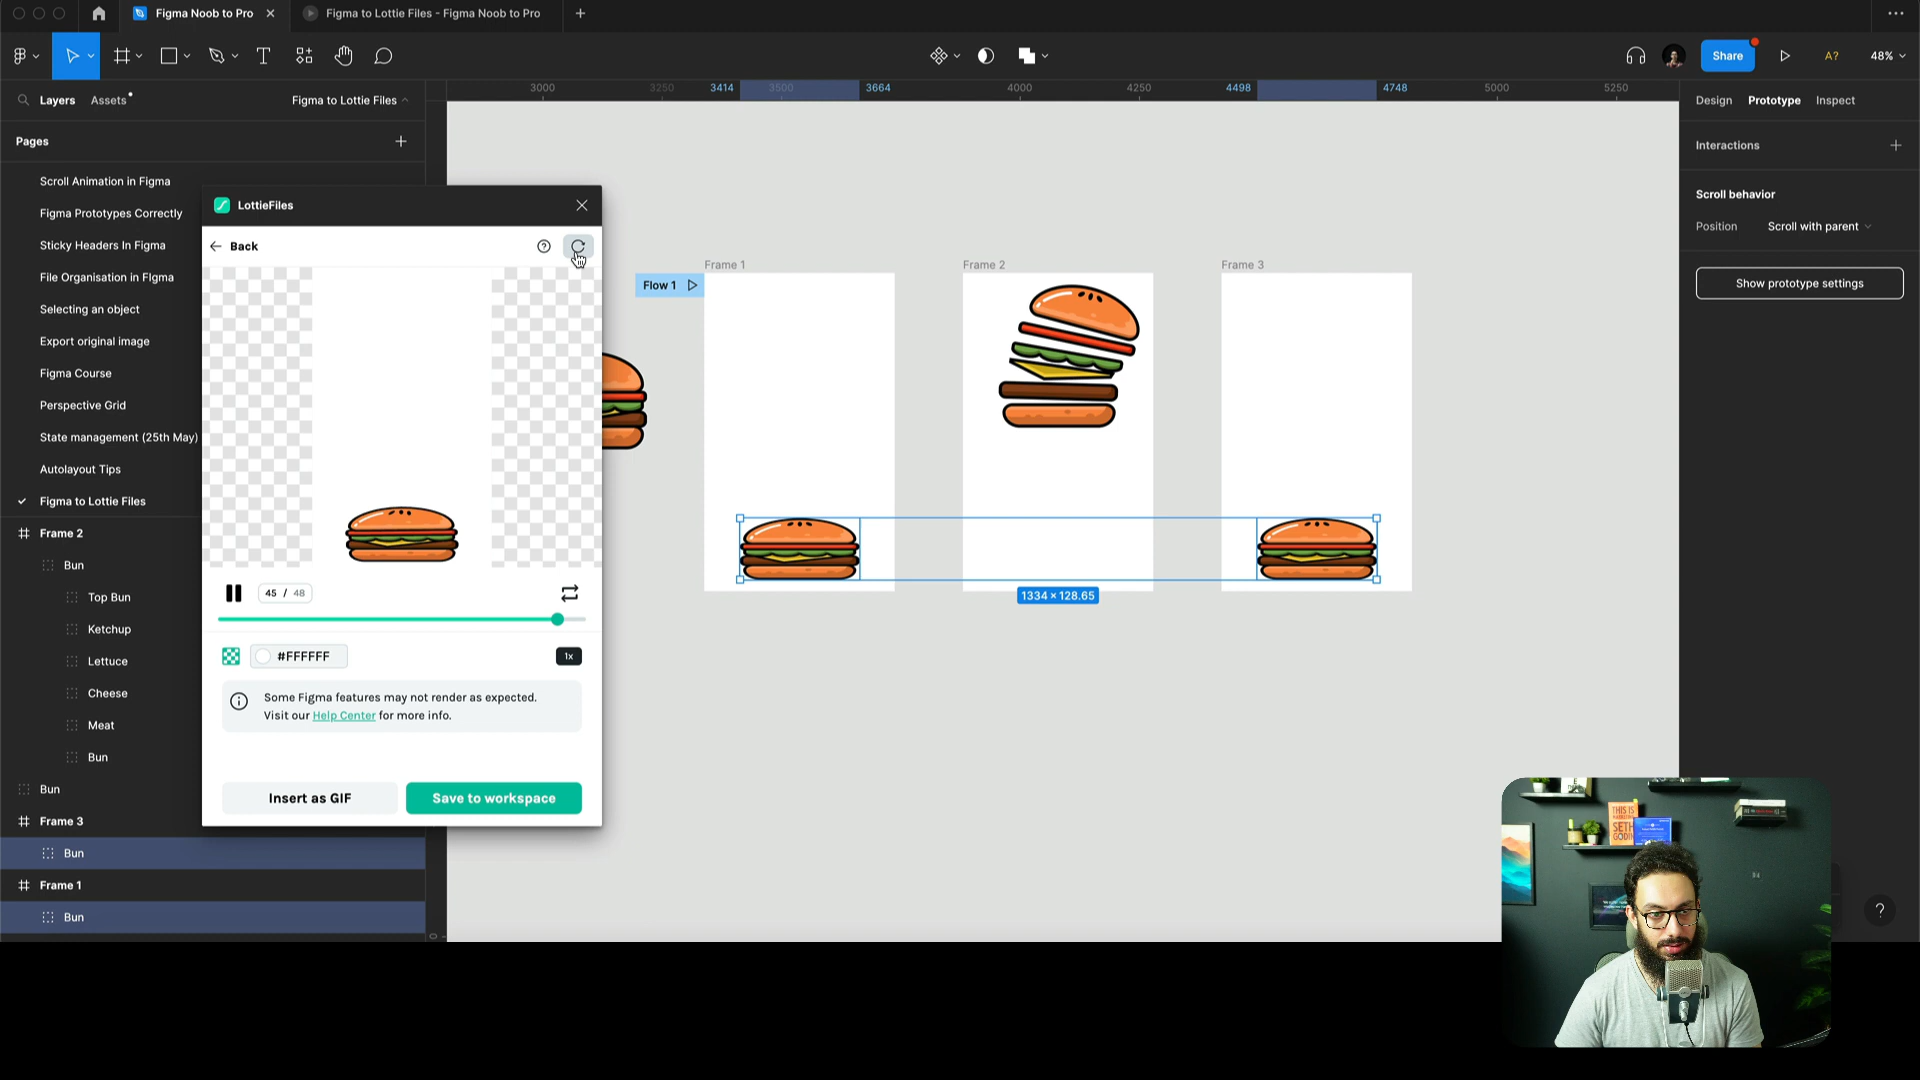 Figma Noob to Pro
Figma to Lottie Files - Figma Noob to Pro
Share
A?
48%
Layers
Assets
Figma to Lottie Files
Pages
Scroll Animation in Figma
Figma Prototypes Correctly
Sticky Headers In Figma
File Organisation in FIgma
Selecting an object
Export original image
Figma Course
Perspective Grid
State management (25th May)
Autolayout Tips
Figma to Lottie Files
Frame 2
Bun
Top Bun
Ketchup
Lettuce
Cheese
Meat
Bun
Bun
Frame 3
Bun
Frame 1
Bun
LottieFiles
Back
45 / 48
#FFFFFF
1x
Some Figma features may not render as expected.
Visit our Help Center for more info.
Insert as GIF
Save to workspace
3000
3250
3414
3500
3664
4000
4250
4498
4748
5000
5250
Flow 1
Frame 1
Frame 2
Frame 3
1334 × 128.65
Design
Prototype
Inspect
Interactions
Scroll behavior
Position
Scroll with parent
Show prototype settings
THIS IS
MARKETING
SETH
GODIN
?